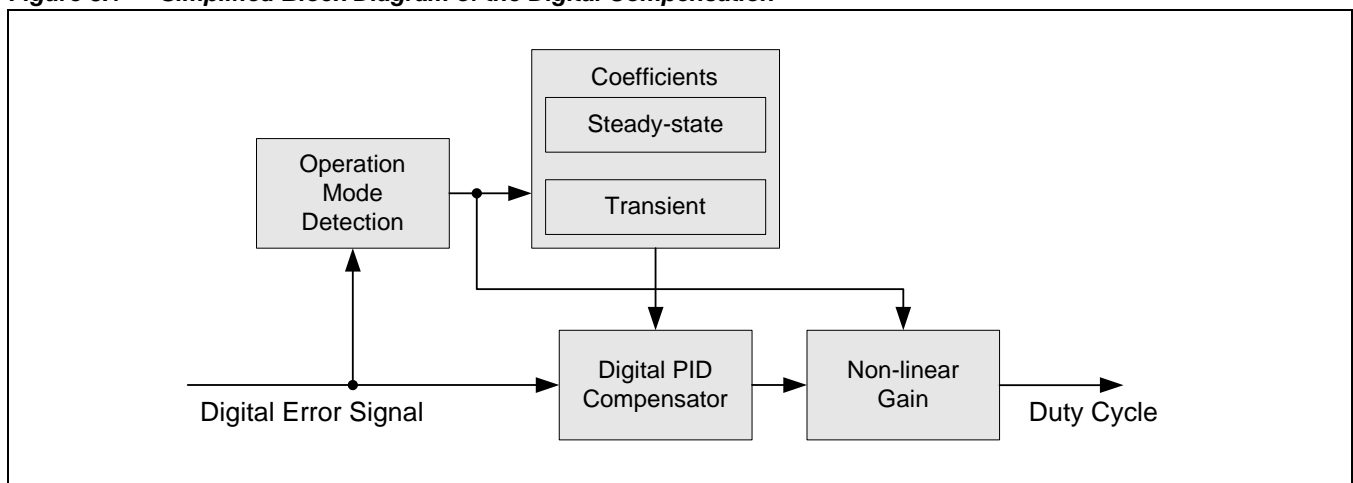 Coefficients
Steady-state
Transient
Operation
Mode
Detection
Digital PID
Compensator
Non-linear
Gain
Digital Error Signal
Duty Cycle